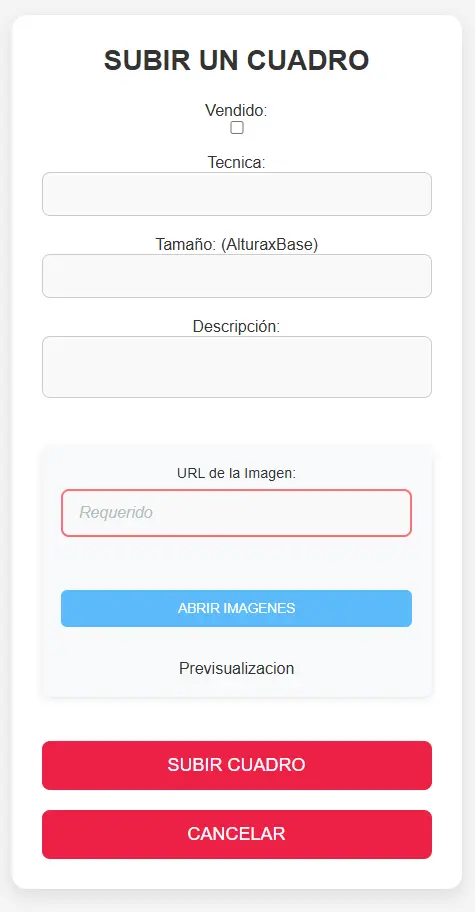 SUBIR UN CUADRO
Vendido:
Tecnica:
Tamaño: (AlturaxBase)
Descripción:
URL de la Imagen:
Requerido
ABRIR IMAGENES
Previsualizacion
SUBIR CUADRO
CANCELAR